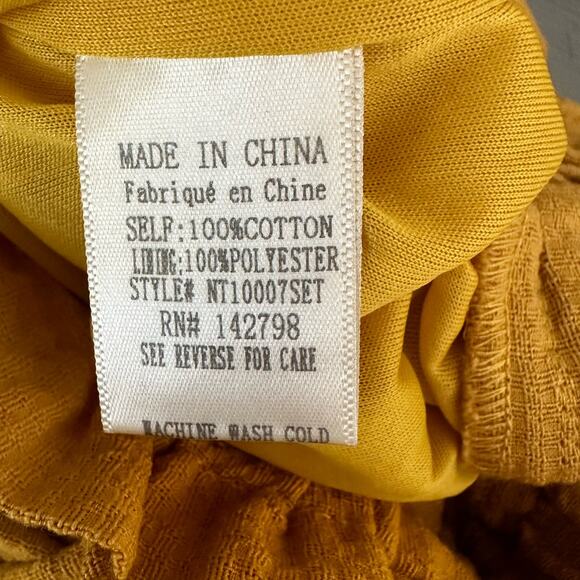 MADE IN CHINA
Fabriqué en Chine
SELF:100%COTTON
LINING:100%POLYESTER
STYLE# NT10007SET
RN# 142798
SEE REVERSE FOR CARE
MACHINE WASH COLD